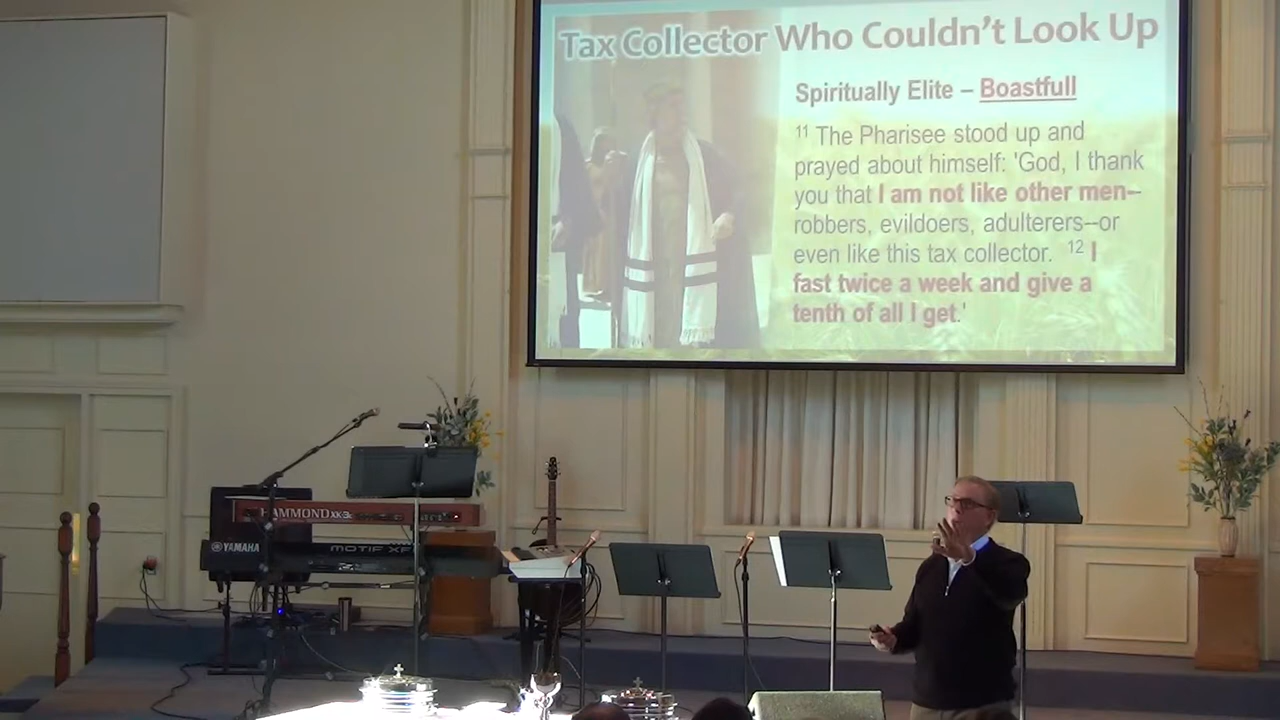 Tax Collector Who Couldn't Look Up
Spiritually Elite – Boastfull
11 The Pharisee stood up and
prayed about himself: 'God, I thank
you that I am not like other men--
robbers, evildoers, adulterers--or
even like this tax collector. 12 I
fast twice a week and give a
tenth of all I get.'
HAMMOND XK-3c
YAMAHA MOTIF XF